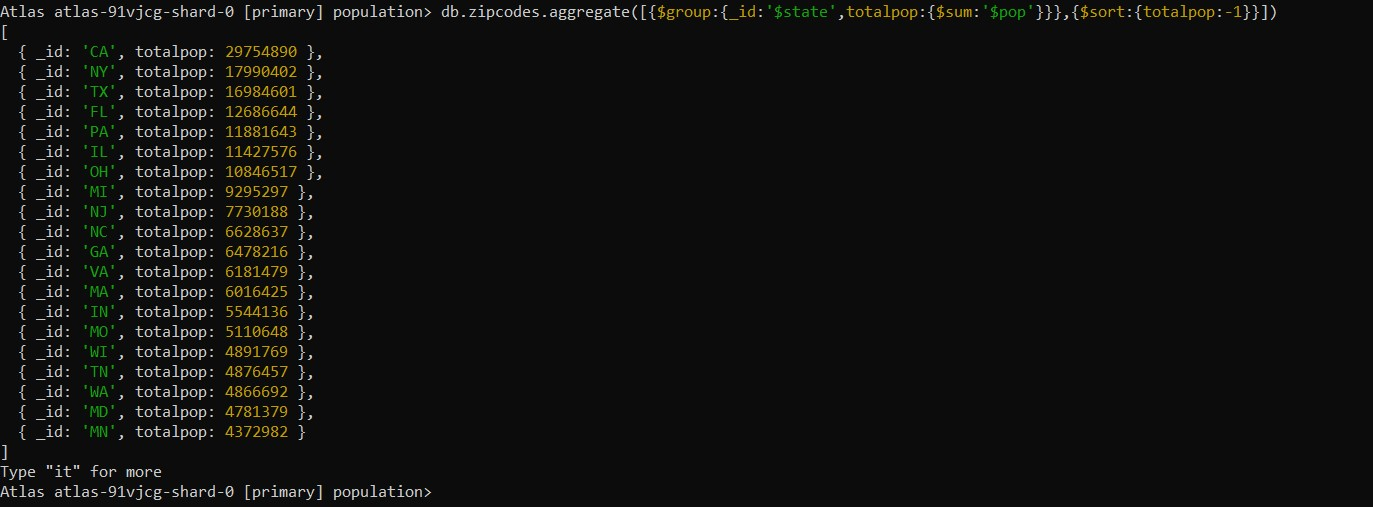 Atlas atlas-91vjcg-shard-0 [primary] population> db.zipcodes.aggregate([{$group:{_id:'$state',totalpop:{$sum:'$pop'}}},{$sort:{totalpop:-1}}])
[
  { _id: 'CA', totalpop: 29754890 },
  { _id: 'NY', totalpop: 17990402 },
  { _id: 'TX', totalpop: 16984601 },
  { _id: 'FL', totalpop: 12686644 },
  { _id: 'PA', totalpop: 11881643 },
  { _id: 'IL', totalpop: 11427576 },
  { _id: 'OH', totalpop: 10846517 },
  { _id: 'MI', totalpop: 9295297 },
  { _id: 'NJ', totalpop: 7730188 },
  { _id: 'NC', totalpop: 6628637 },
  { _id: 'GA', totalpop: 6478216 },
  { _id: 'VA', totalpop: 6181479 },
  { _id: 'MA', totalpop: 6016425 },
  { _id: 'IN', totalpop: 5544136 },
  { _id: 'MO', totalpop: 5110648 },
  { _id: 'WI', totalpop: 4891769 },
  { _id: 'TN', totalpop: 4876457 },
  { _id: 'WA', totalpop: 4866692 },
  { _id: 'MD', totalpop: 4781379 },
  { _id: 'MN', totalpop: 4372982 }
]
Type "it" for more
Atlas atlas-91vjcg-shard-0 [primary] population>